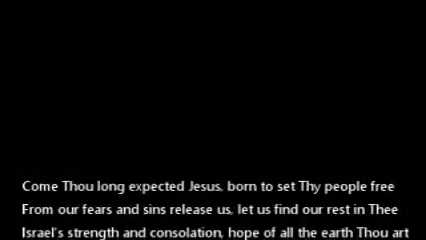 Come Thou long expected Jesus, born to set Thy people free
From our fears and sins release us, let us find our rest in Thee
Israel's strength and consolation, hope of all the earth Thou art